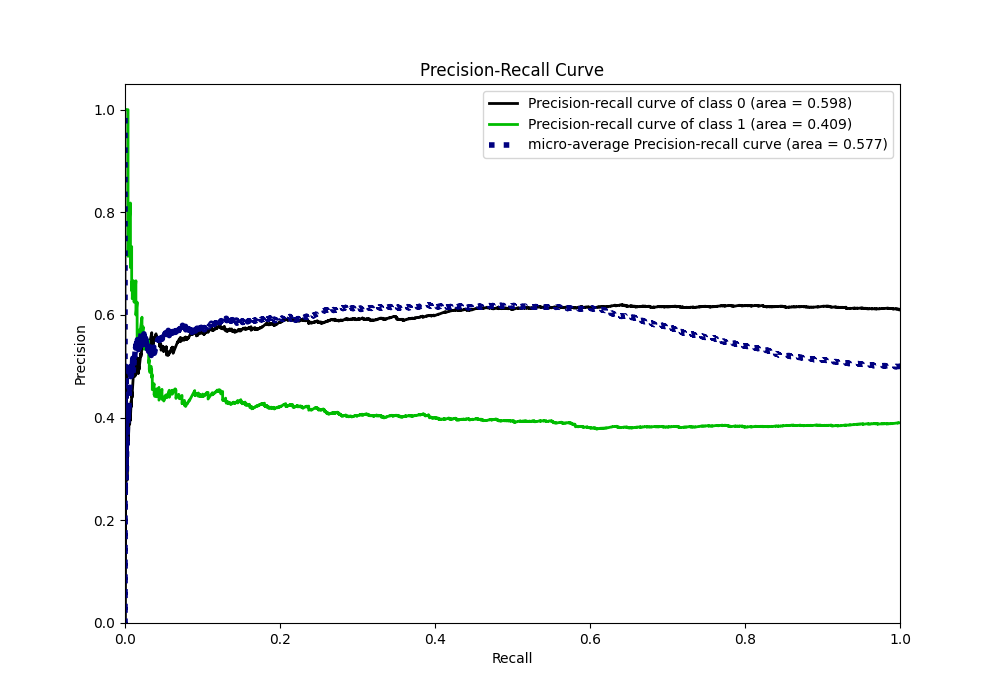 Precision-Recall Curve
Precision-recall curve of class 0 (area = 0.598)
Precision-recall curve of class 1 (area = 0.409)
micro-average Precision-recall curve (area = 0.577)
1.0
0.8
0.6
0.4
0.2
0.0
Precision
0.0 0.2 0.4 0.6 0.8 1.0
Recall